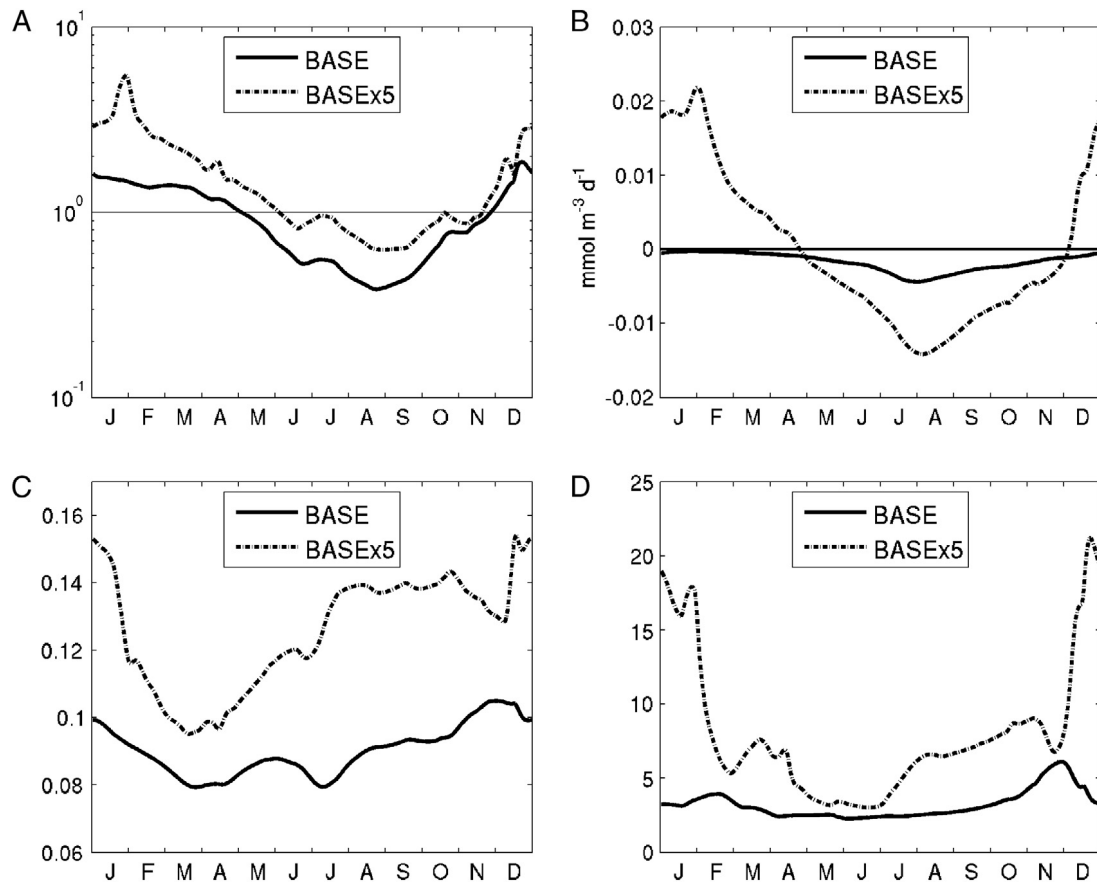 A
10^1
10^0
10^-1
BASE
BASEx5
J F M A M J J A S O N D
B
0.03
0.02
0.01
0
-0.01
-0.02
mmol m^-3 d^-1
BASE
BASEx5
J F M A M J J A S O N D
C
0.16
0.14
0.12
0.1
0.08
0.06
BASE
BASEx5
J F M A M J J A S O N D
D
25
20
15
10
5
0
BASE
BASEx5
J F M A M J J A S O N D